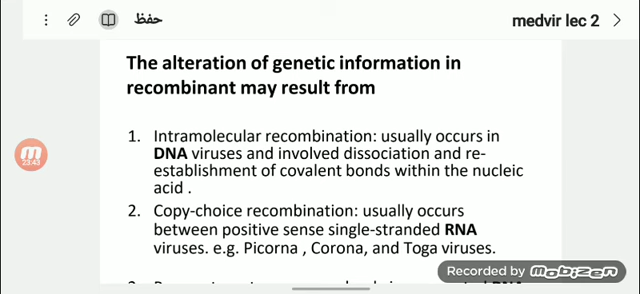 حفظ
medvir lec 2
The alteration of genetic information in
recombinant may result from
1. Intramolecular recombination: usually occurs in
DNA viruses and involved dissociation and re-
establishment of covalent bonds within the nucleic
acid .
2. Copy-choice recombination: usually occurs
between positive sense single-stranded RNA
viruses. e.g. Picorna , Corona, and Toga viruses.
23:43
Recorded by mobizen